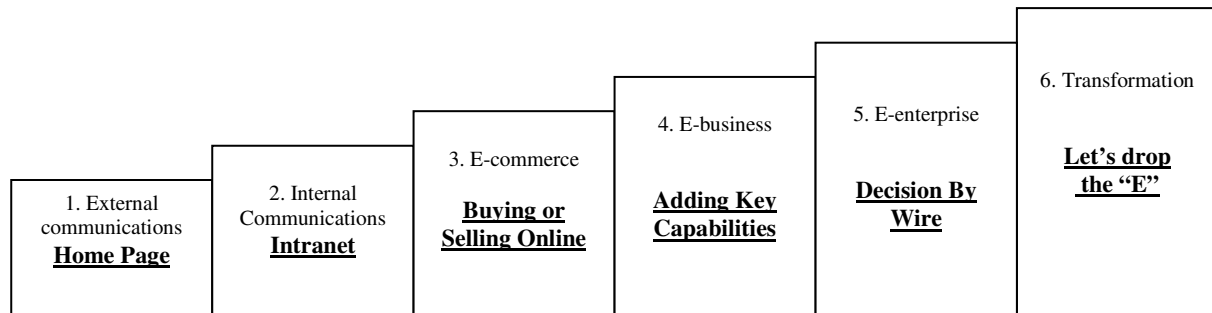 1. External
communications
Home Page
2. Internal
Communications
Intranet
3. E-commerce
Buying or
Selling Online
4. E-business
Adding Key
Capabilities
5. E-enterprise
Decision By
Wire
6. Transformation
Let’s drop
the “E”